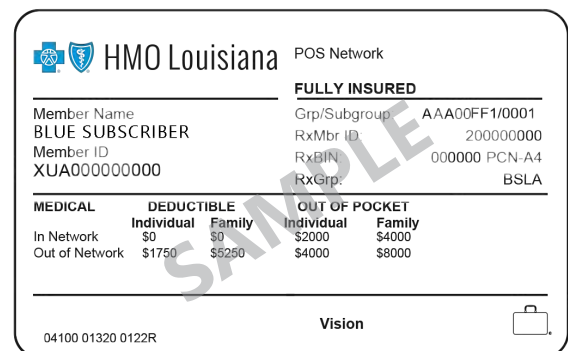 HMO Louisiana
POS Network
FULLY INSURED
Member Name
BLUE SUBSCRIBER
Member ID
XUA000000000
Grp/Subgroup AAA00FF1/0001
RxMbr ID: 200000000
RxBIN: 000000 PCN-A4
RxGrp: BSLA
MEDICAL DEDUCTIBLE OUT OF POCKET
Individual Family Individual Family
In Network $0 $0 $2000 $4000
Out of Network $1750 $5250 $4000 $8000
SAMPLE
Vision
04100 01320 0122R